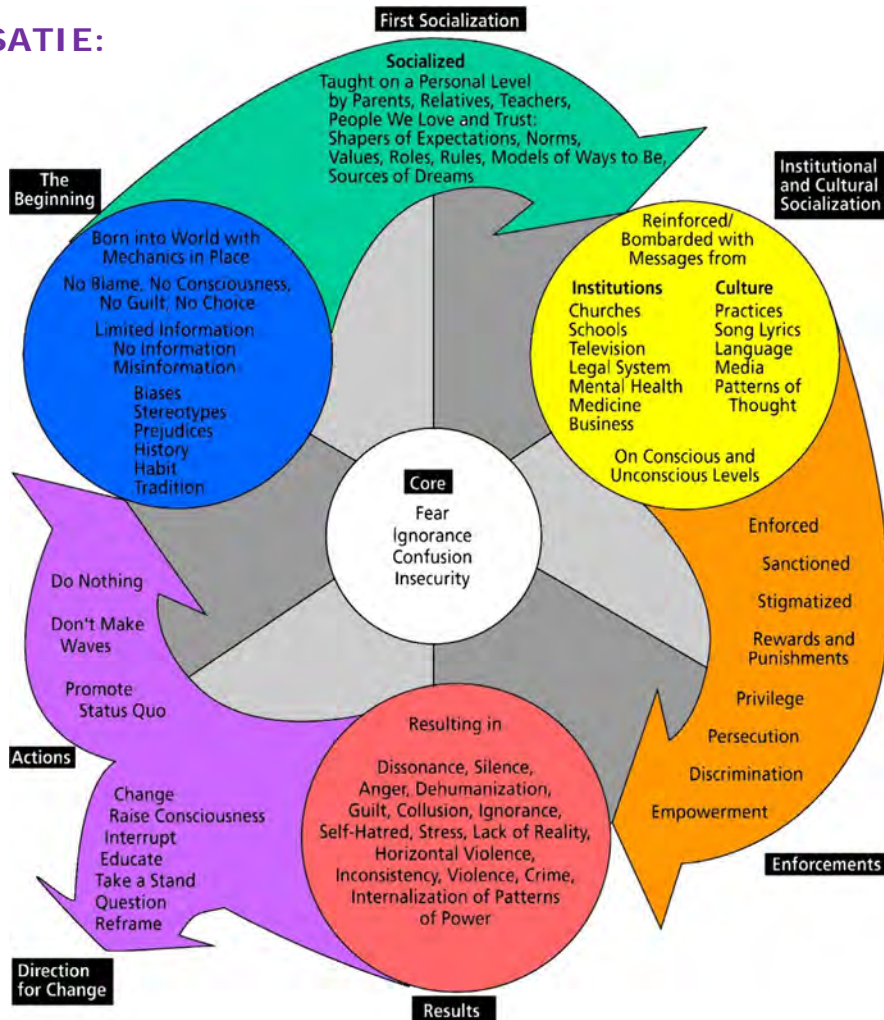 SATIE:
First Socialization
Socialized
Taught on a Personal Level
by Parents, Relatives, Teachers,
People We Love and Trust:
Shapers of Expectations, Norms,
Values, Roles, Rules, Models of Ways to Be,
Sources of Dreams
The
Beginning
Born into World with
Mechanics in Place
No Blame, No Consciousness,
No Guilt, No Choice
Limited Information
No Information
Misinformation
Biases
Stereotypes
Prejudices
History
Habit
Tradition
Institutional
and Cultural
Socialization
Reinforced/
Bombarded with
Messages from
Institutions
Churches
Schools
Television
Legal System
Mental Health
Medicine
Business
Culture
Practices
Song Lyrics
Language
Media
Patterns of
Thought
On Conscious and
Unconscious Levels
Core
Fear
Ignorance
Confusion
Insecurity
Enforced
Sanctioned
Stigmatized
Rewards and
Punishments
Privilege
Persecution
Discrimination
Empowerment
Enforcements
Resulting in
Dissonance, Silence,
Anger, Dehumanization,
Guilt, Collusion, Ignorance,
Self-Hatred, Stress, Lack of Reality,
Horizontal Violence,
Inconsistency, Violence, Crime,
Internalization of Patterns
of Power
Results
Do Nothing
Don't Make
Waves
Promote
Status Quo
Actions
Change
Raise Consciousness
Interrupt
Educate
Take a Stand
Question
Reframe
Direction
for Change